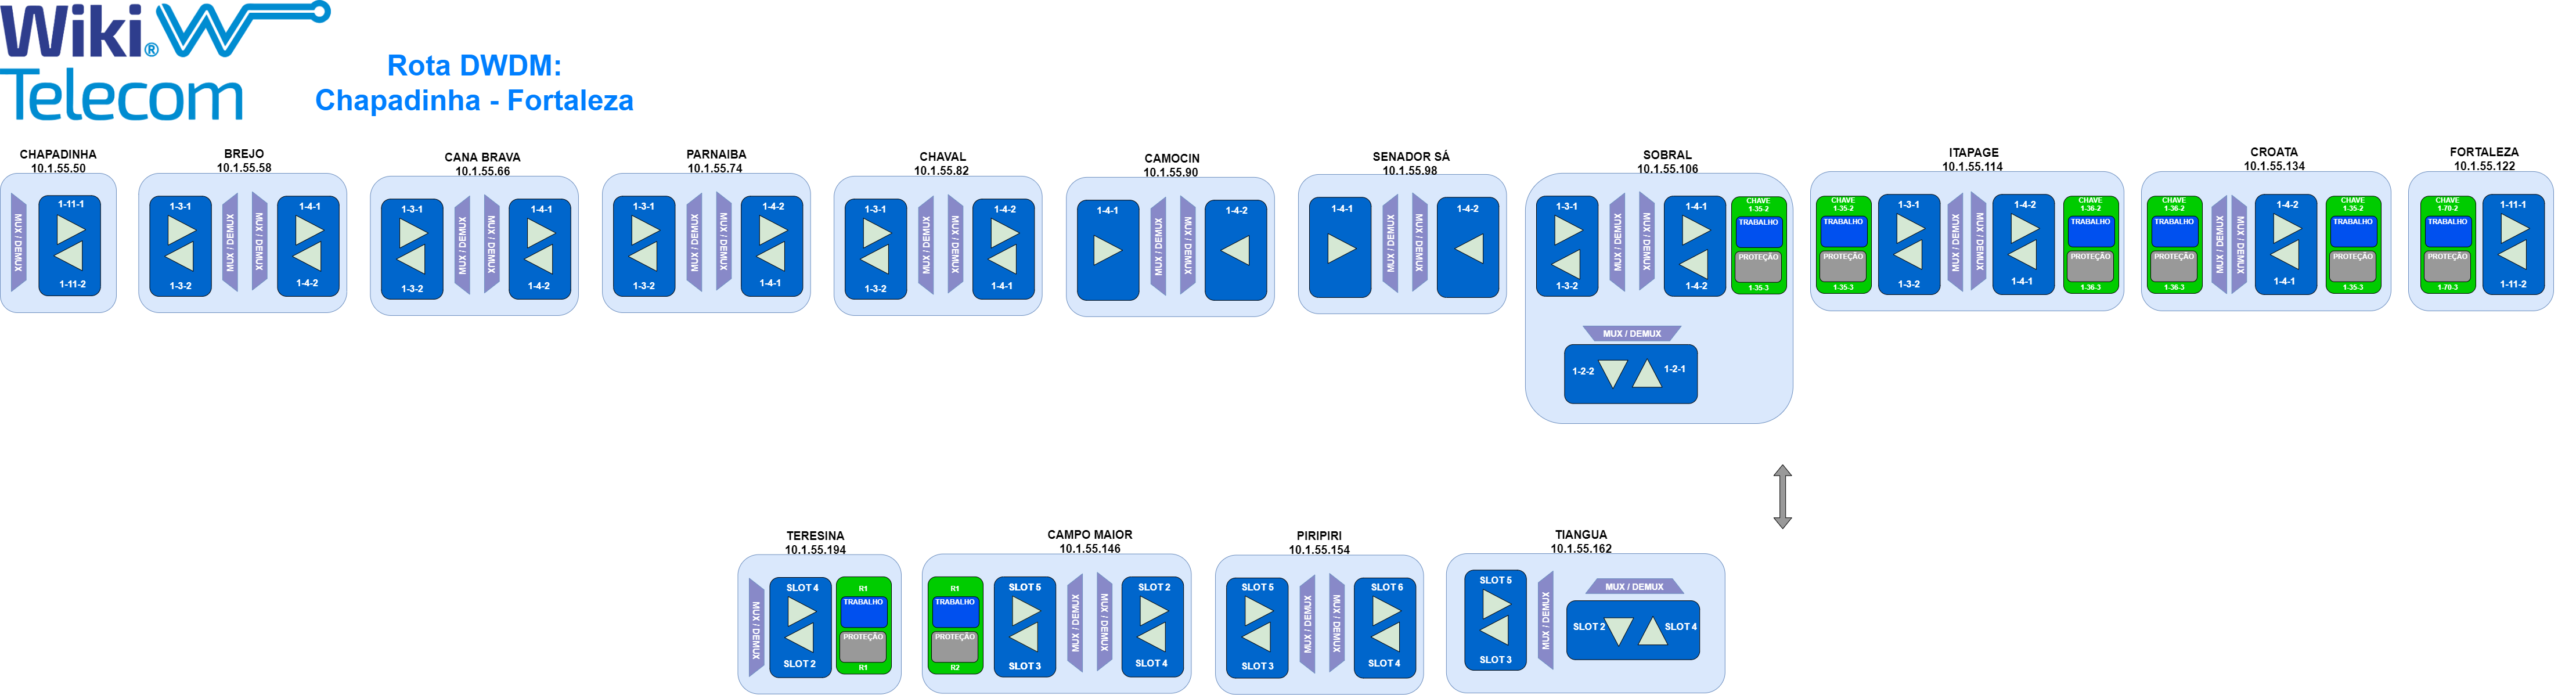 Wiki®
Telecom
Rota DWDM:
Chapadinha - Fortaleza
CHAPADINHA
10.1.55.50
MUX / DEMUX
1-11-1
1-11-2
BREJO
10.1.55.58
1-3-1
1-3-2
MUX / DEMUX
MUX / DEMUX
1-4-1
1-4-2
CANA BRAVA
10.1.55.66
1-3-1
1-3-2
MUX / DEMUX
MUX / DEMUX
1-4-1
1-4-2
PARNAIBA
10.1.55.74
1-3-1
1-3-2
MUX / DEMUX
MUX / DEMUX
1-4-2
1-4-1
CHAVAL
10.1.55.82
1-3-1
1-3-2
MUX / DEMUX
MUX / DEMUX
1-4-2
1-4-1
CAMOCIN
10.1.55.90
1-4-1
MUX / DEMUX
MUX / DEMUX
1-4-2
SENADOR SÁ
10.1.55.98
1-4-1
MUX / DEMUX
MUX / DEMUX
1-4-2
SOBRAL
10.1.55.106
1-3-1
1-3-2
MUX / DEMUX
MUX / DEMUX
1-4-1
1-4-2
CHAVE
1-35-2
TRABALHO
PROTEÇÃO
1-35-3
MUX / DEMUX
1-2-2
1-2-1
ITAPAGE
10.1.55.114
CHAVE
1-35-2
TRABALHO
PROTEÇÃO
1-35-3
1-3-1
1-3-2
MUX / DEMUX
MUX / DEMUX
1-4-2
1-4-1
CHAVE
1-36-2
TRABALHO
PROTEÇÃO
1-36-3
CROATA
10.1.55.134
CHAVE
1-36-2
TRABALHO
PROTEÇÃO
1-36-3
MUX / DEMUX
MUX / DEMUX
1-4-2
1-4-1
CHAVE
1-35-2
TRABALHO
PROTEÇÃO
1-35-3
FORTALEZA
10.1.55.122
CHAVE
1-70-2
TRABALHO
PROTEÇÃO
1-70-3
1-11-1
1-11-2
TERESINA
10.1.55.194
MUX / DEMUX
SLOT 4
SLOT 2
R1
TRABALHO
PROTEÇÃO
R1
CAMPO MAIOR
10.1.55.146
R1
TRABALHO
PROTEÇÃO
R2
SLOT 5
SLOT 3
MUX / DEMUX
MUX / DEMUX
SLOT 2
SLOT 4
PIRIPIRI
10.1.55.154
SLOT 5
SLOT 3
MUX / DEMUX
MUX / DEMUX
SLOT 6
SLOT 4
TIANGUA
10.1.55.162
SLOT 5
SLOT 3
MUX / DEMUX
MUX / DEMUX
SLOT 2
SLOT 4